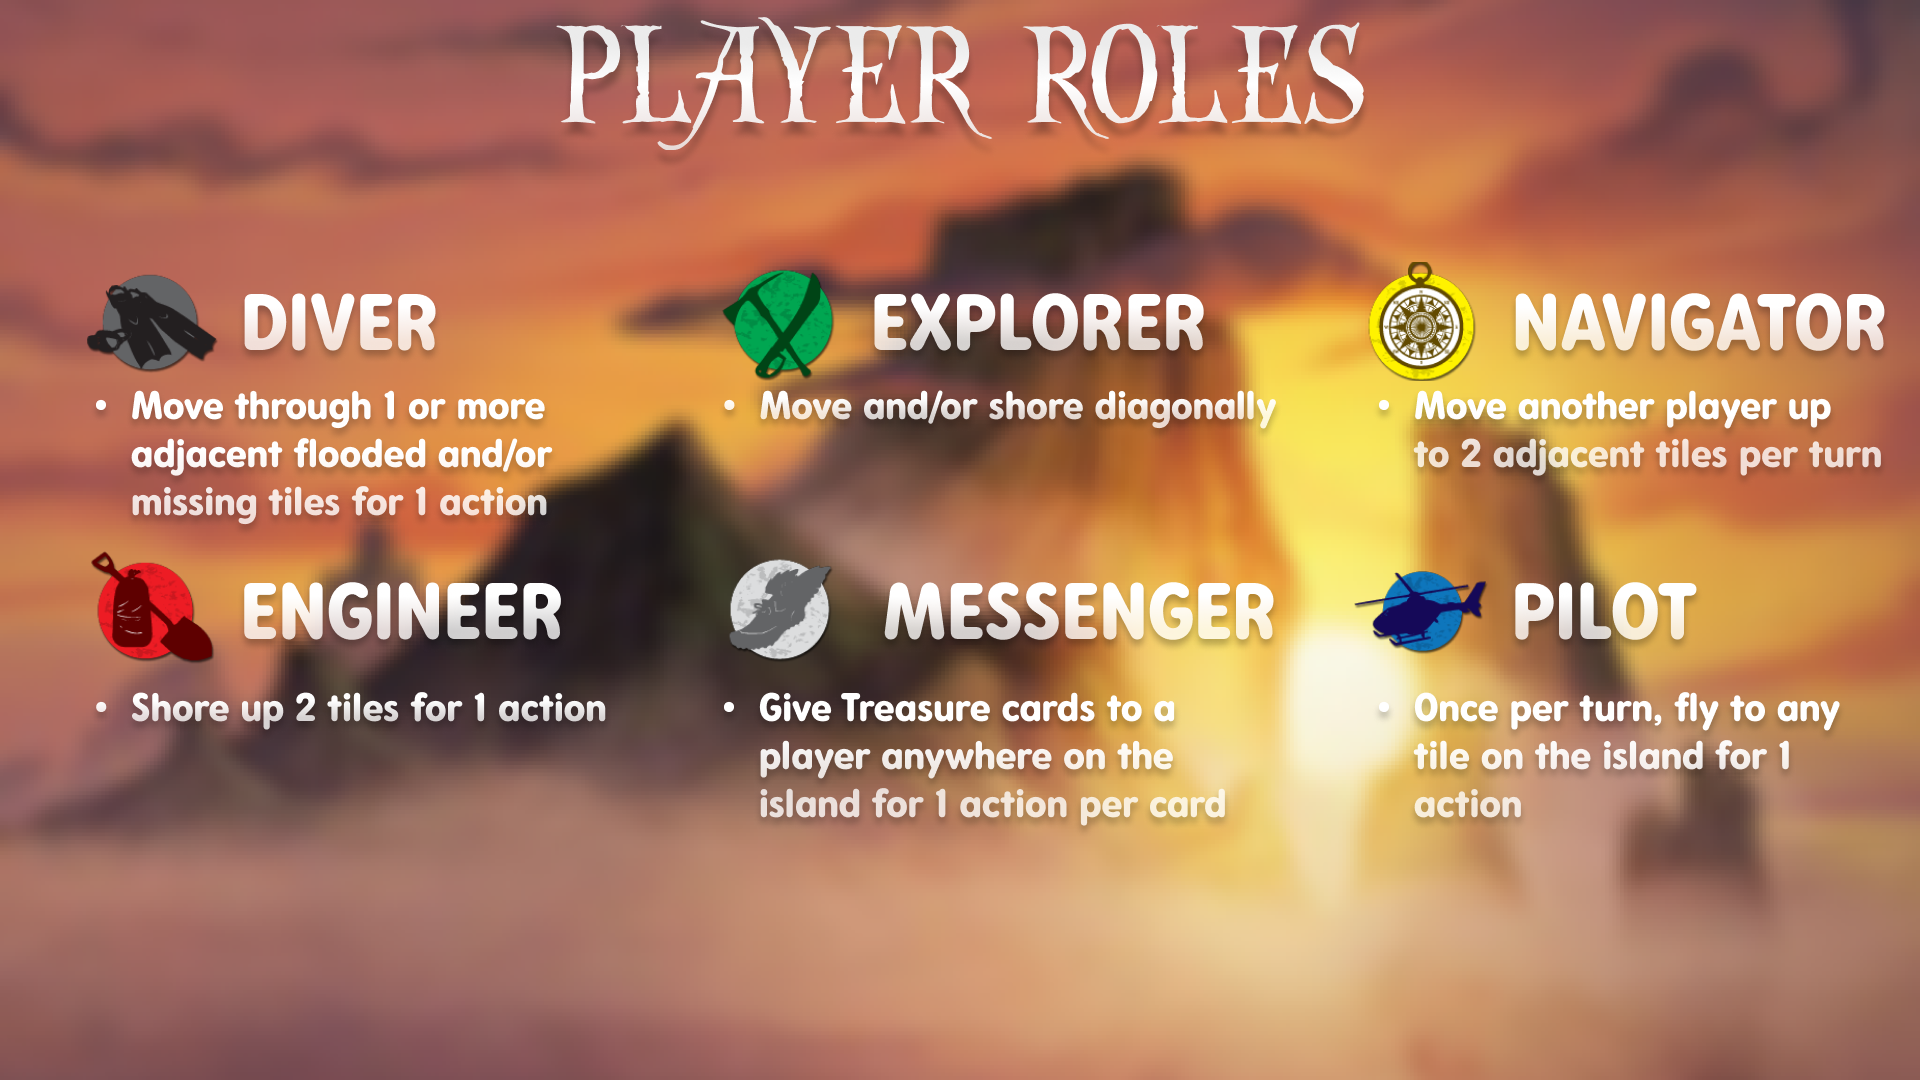 PLAYER ROLES
DIVER
• Move through 1 or more
adjacent flooded and/or
missing tiles for 1 action
EXPLORER
• Move and/or shore diagonally
NAVIGATOR
• Move another player up
to 2 adjacent tiles per turn
ENGINEER
• Shore up 2 tiles for 1 action
MESSENGER
• Give Treasure cards to a
player anywhere on the
island for 1 action per card
PILOT
• Once per turn, fly to any
tile on the island for 1
action